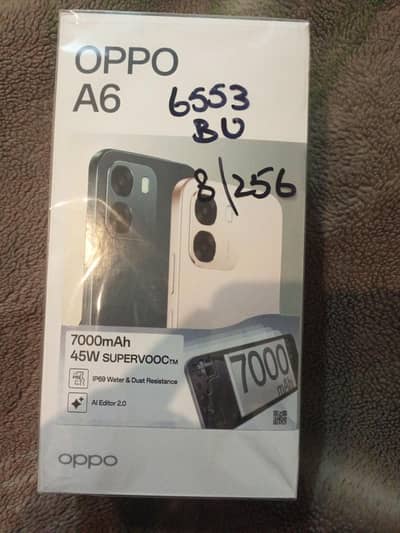 OPPO
A6
6553
BU
8/256
7000mAh
45W SUPERVOOC™
IP69 Water & Dust Resistance
AI Editor 2.0
7000
mAh
oppo